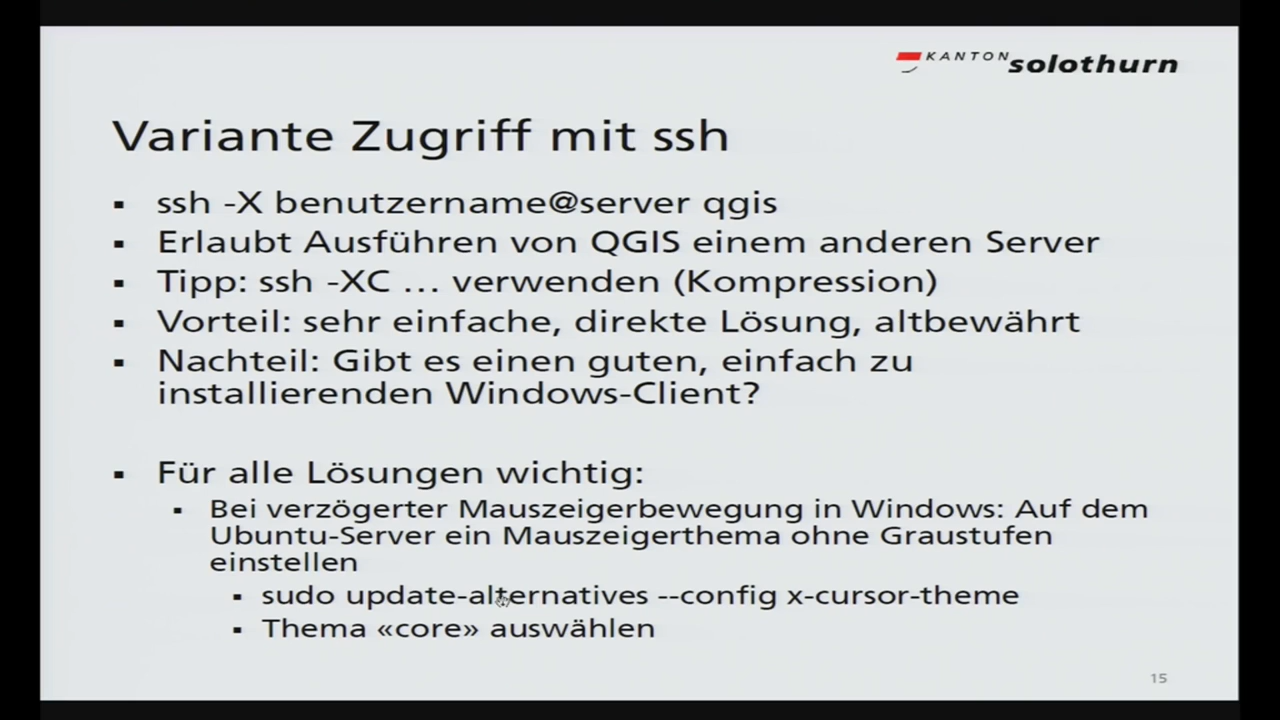 KANTON solothurn
Variante Zugriff mit ssh
▪ ssh -X benutzername@server qgis
▪ Erlaubt Ausführen von QGIS einem anderen Server
▪ Tipp: ssh -XC … verwenden (Kompression)
▪ Vorteil: sehr einfache, direkte Lösung, altbewährt
▪ Nachteil: Gibt es einen guten, einfach zu
installierenden Windows-Client?
▪ Für alle Lösungen wichtig:
▪ Bei verzögerter Mauszeigerbewegung in Windows: Auf dem
Ubuntu-Server ein Mauszeigerthema ohne Graustufen
einstellen
▪ sudo update-alternatives --config x-cursor-theme
▪ Thema «core» auswählen
15